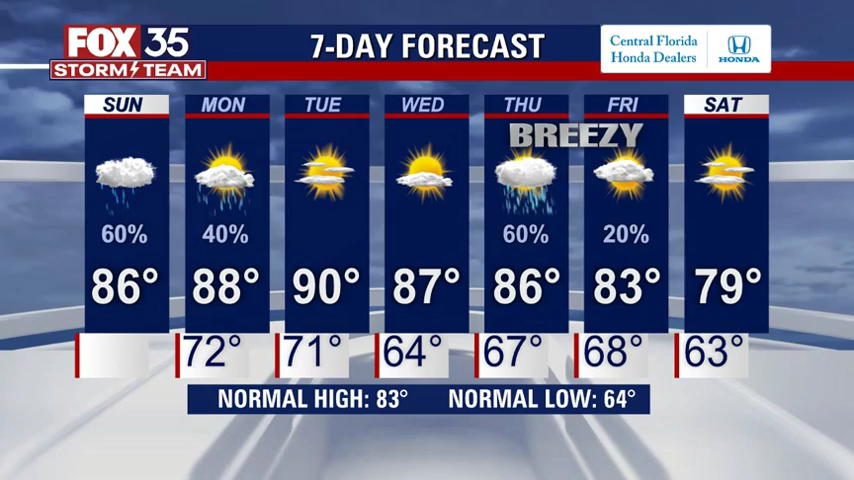 FOX 35
STORM TEAM
7-DAY FORECAST
Central Florida
Honda Dealers
HONDA
SUN MON TUE WED THU FRI SAT
BREEZY
60% 40% 60% 20%
86° 88° 90° 87° 86° 83° 79°
72° 71° 64° 67° 68° 63°
NORMAL HIGH: 83° NORMAL LOW: 64°